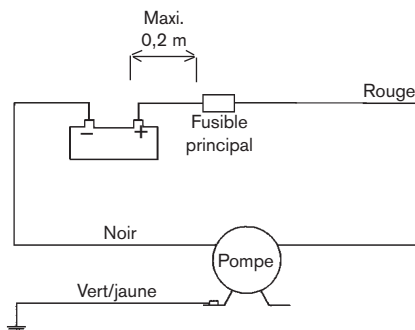 Maxi.
0,2 m
− +
Rouge
Fusible
principal
Noir
Pompe
Vert/jaune